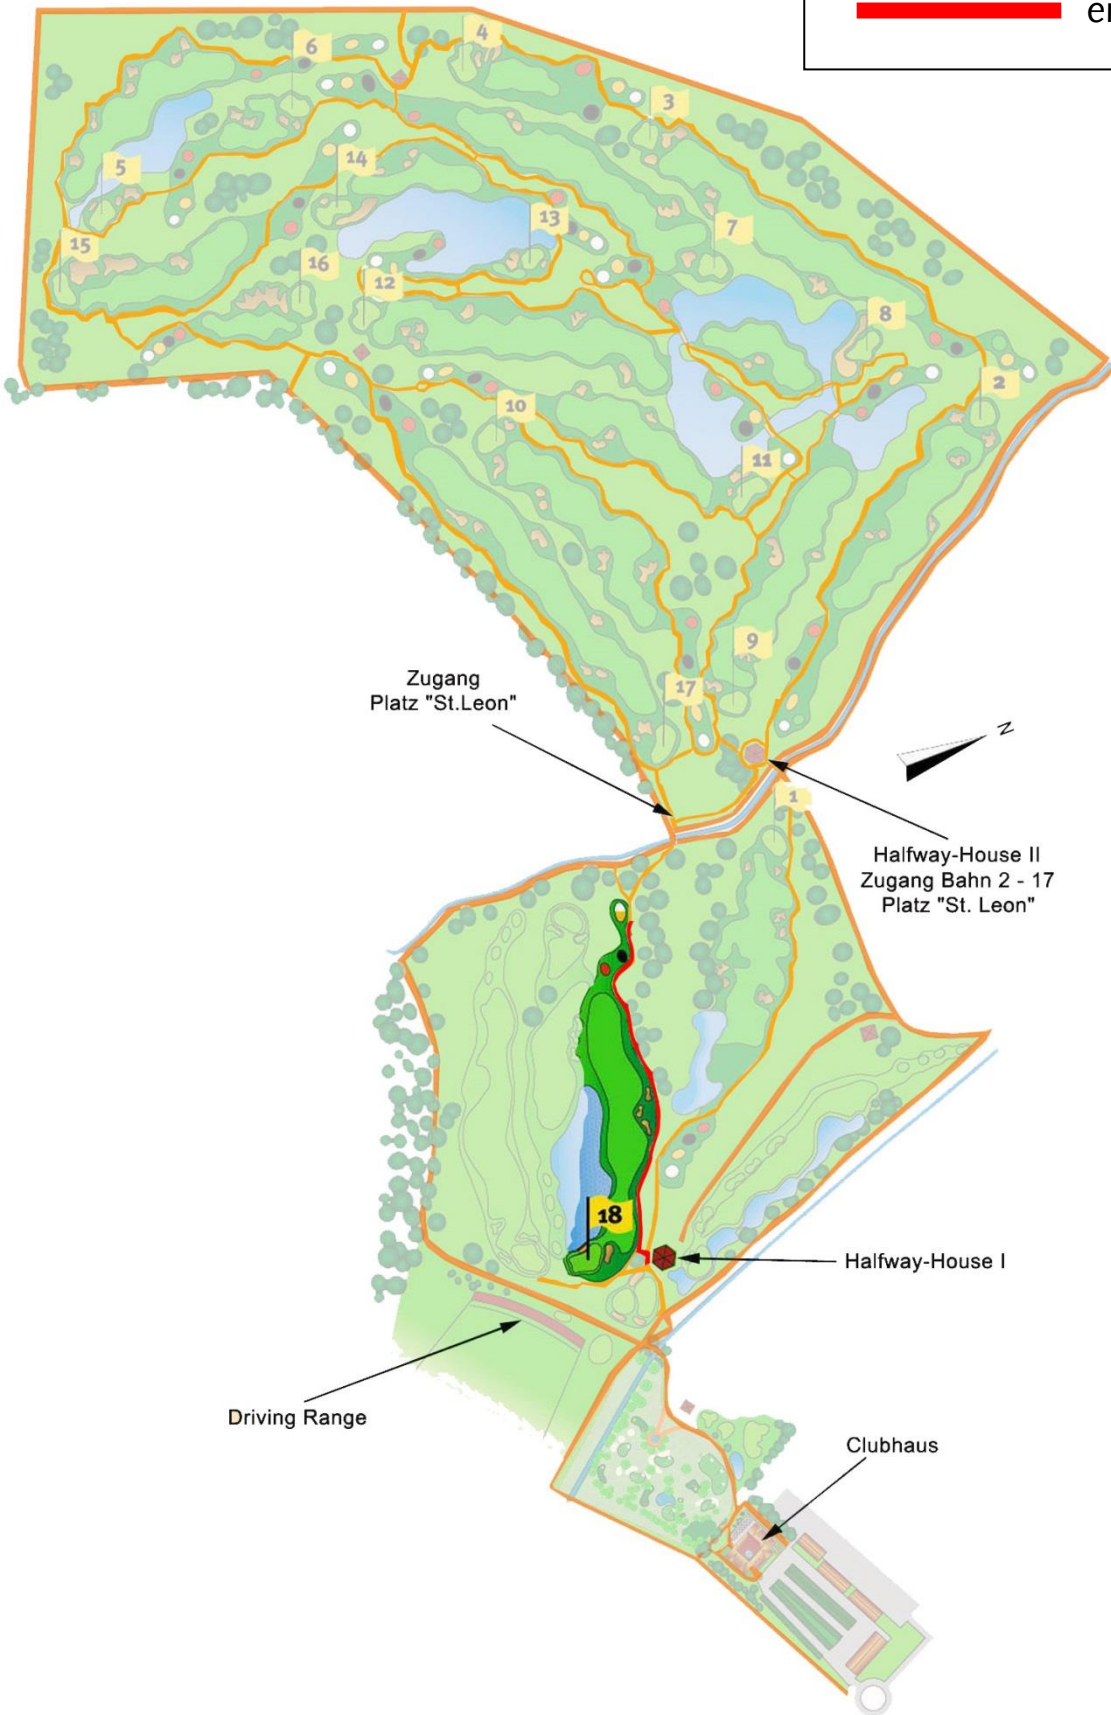 er
4
6
3
14
5
13
7
15
16
12
8
2
10
11
9
Zugang
Platz "St.Leon"
17
N
1
Halfway-House II
Zugang Bahn 2 - 17
Platz "St. Leon"
18
Halfway-House I
Driving Range
Clubhaus